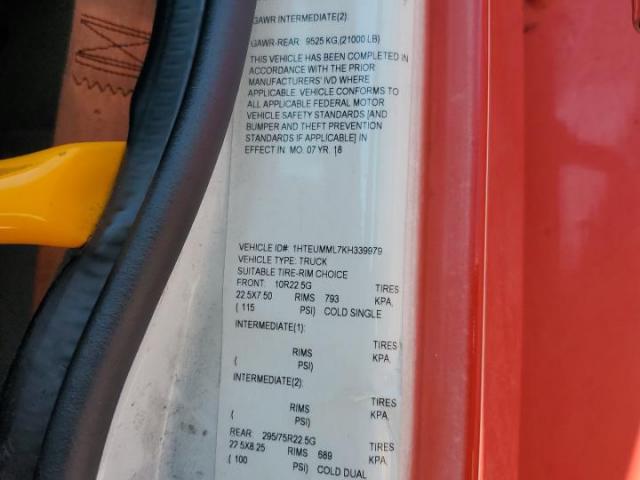 GAWR INTERMEDIATE(2):
GAWR-REAR 9525 KG,(21000 LB)
THIS VEHICLE HAS BEEN COMPLETED IN
ACCORDANCE WITH THE PRIOR
MANUFACTURERS' IVD WHERE
APPLICABLE. VEHICLE CONFORMS TO
ALL APPLICABLE FEDERAL MOTOR
VEHICLE SAFETY STANDARDS [AND
BUMPER AND THEFT PREVENTION
STANDARDS IF APPLICABLE] IN
EFFECT IN MO. 07 YR. 18
VEHICLE ID#: 1HTEUMML7KH339979
VEHICLE TYPE: TRUCK
SUITABLE TIRE-RIM CHOICE
FRONT 10R22.5G TIRES
22.5X7.50 RIMS 793 KPA,
( 115 PSI) COLD SINGLE
INTERMEDIATE(1):
TIRES
RIMS KPA,
( PSI)
INTERMEDIATE(2):
TIRES
RIMS KPA,
( PSI)
REAR 295/75R22.5G TIRES
22.5X8.25 RIMS 689 KPA,
( 100 PSI) COLD DUAL